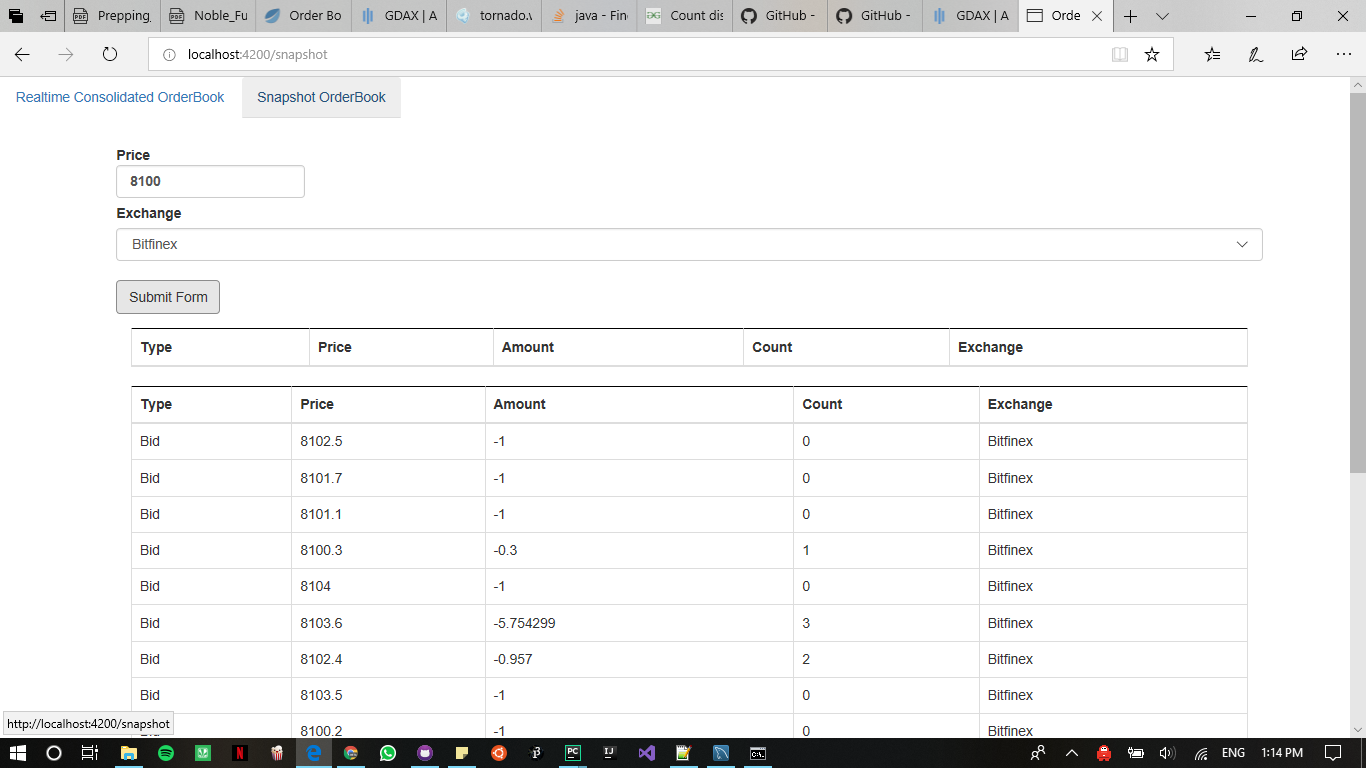 Prepping,
Noble_Fu
Order Bo
GDAX | A
tornado.v
java - Fin
Count dis
GitHub -
GitHub -
GDAX | A
Orde
localhost:4200/snapshot
Realtime Consolidated OrderBook
Snapshot OrderBook
Price
8100
Exchange
Bitfinex
Submit Form
Type Price Amount Count Exchange
Type Price Amount Count Exchange
Bid 8102.5 -1 0 Bitfinex
Bid 8101.7 -1 0 Bitfinex
Bid 8101.1 -1 0 Bitfinex
Bid 8100.3 -0.3 1 Bitfinex
Bid 8104 -1 0 Bitfinex
Bid 8103.6 -5.754299 3 Bitfinex
Bid 8102.4 -0.957 2 Bitfinex
Bid 8103.5 -1 0 Bitfinex
Bid 8100.2 -1 0 Bitfinex
http://localhost:4200/snapshot
ENG 1:14 PM